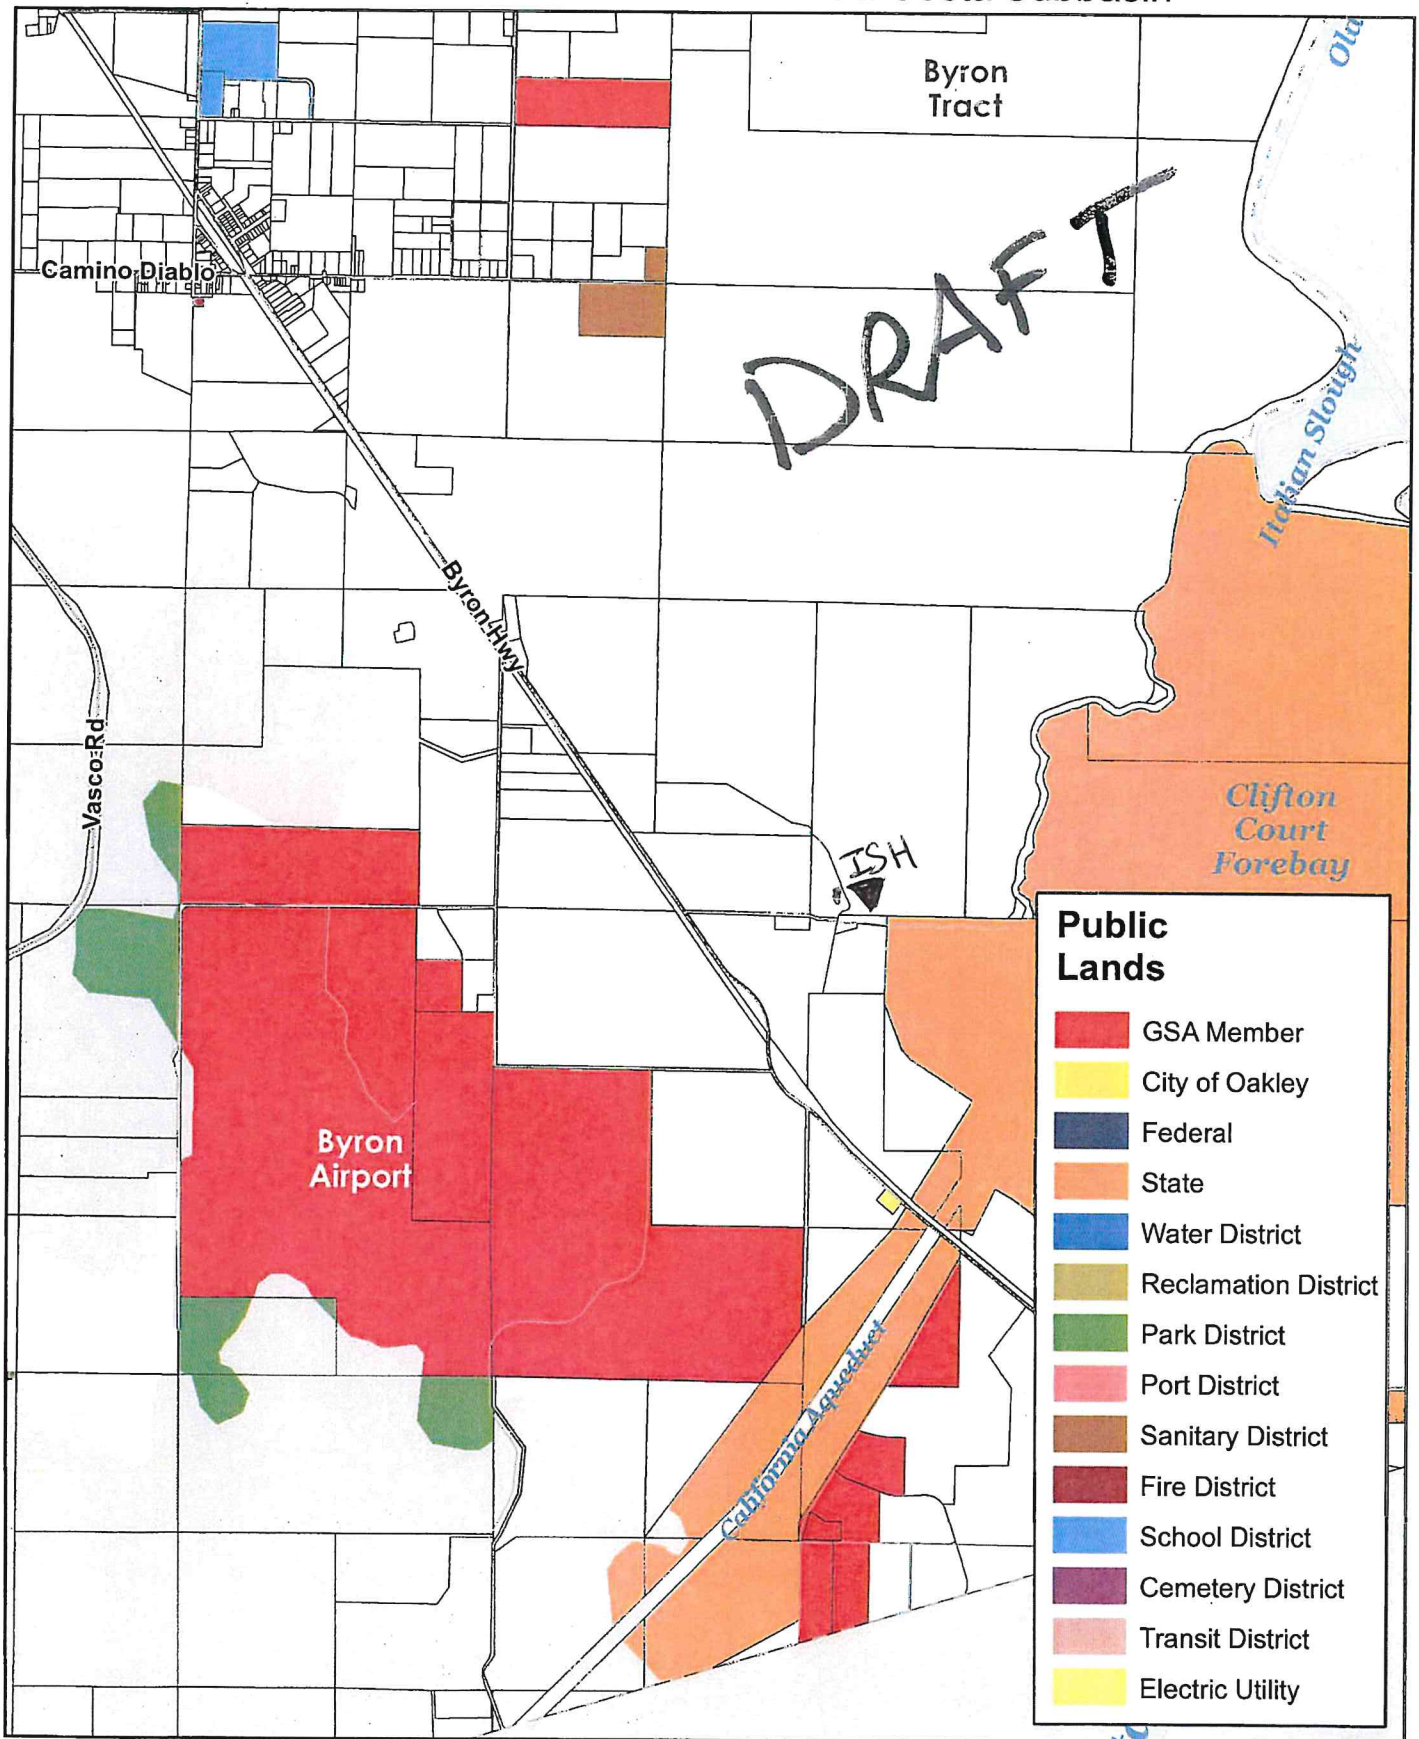 Subbasin
Byron
Tract
Old
DRAFT
Camino Diablo
Italian Slough
Byron Hwy
Vasco Rd
Clifton
Court
Forebay
ISH
Byron
Airport
California Aqueduct
Public
Lands
GSA Member
City of Oakley
Federal
State
Water District
Reclamation District
Park District
Port District
Sanitary District
Fire District
School District
Cemetery District
Transit District
Electric Utility